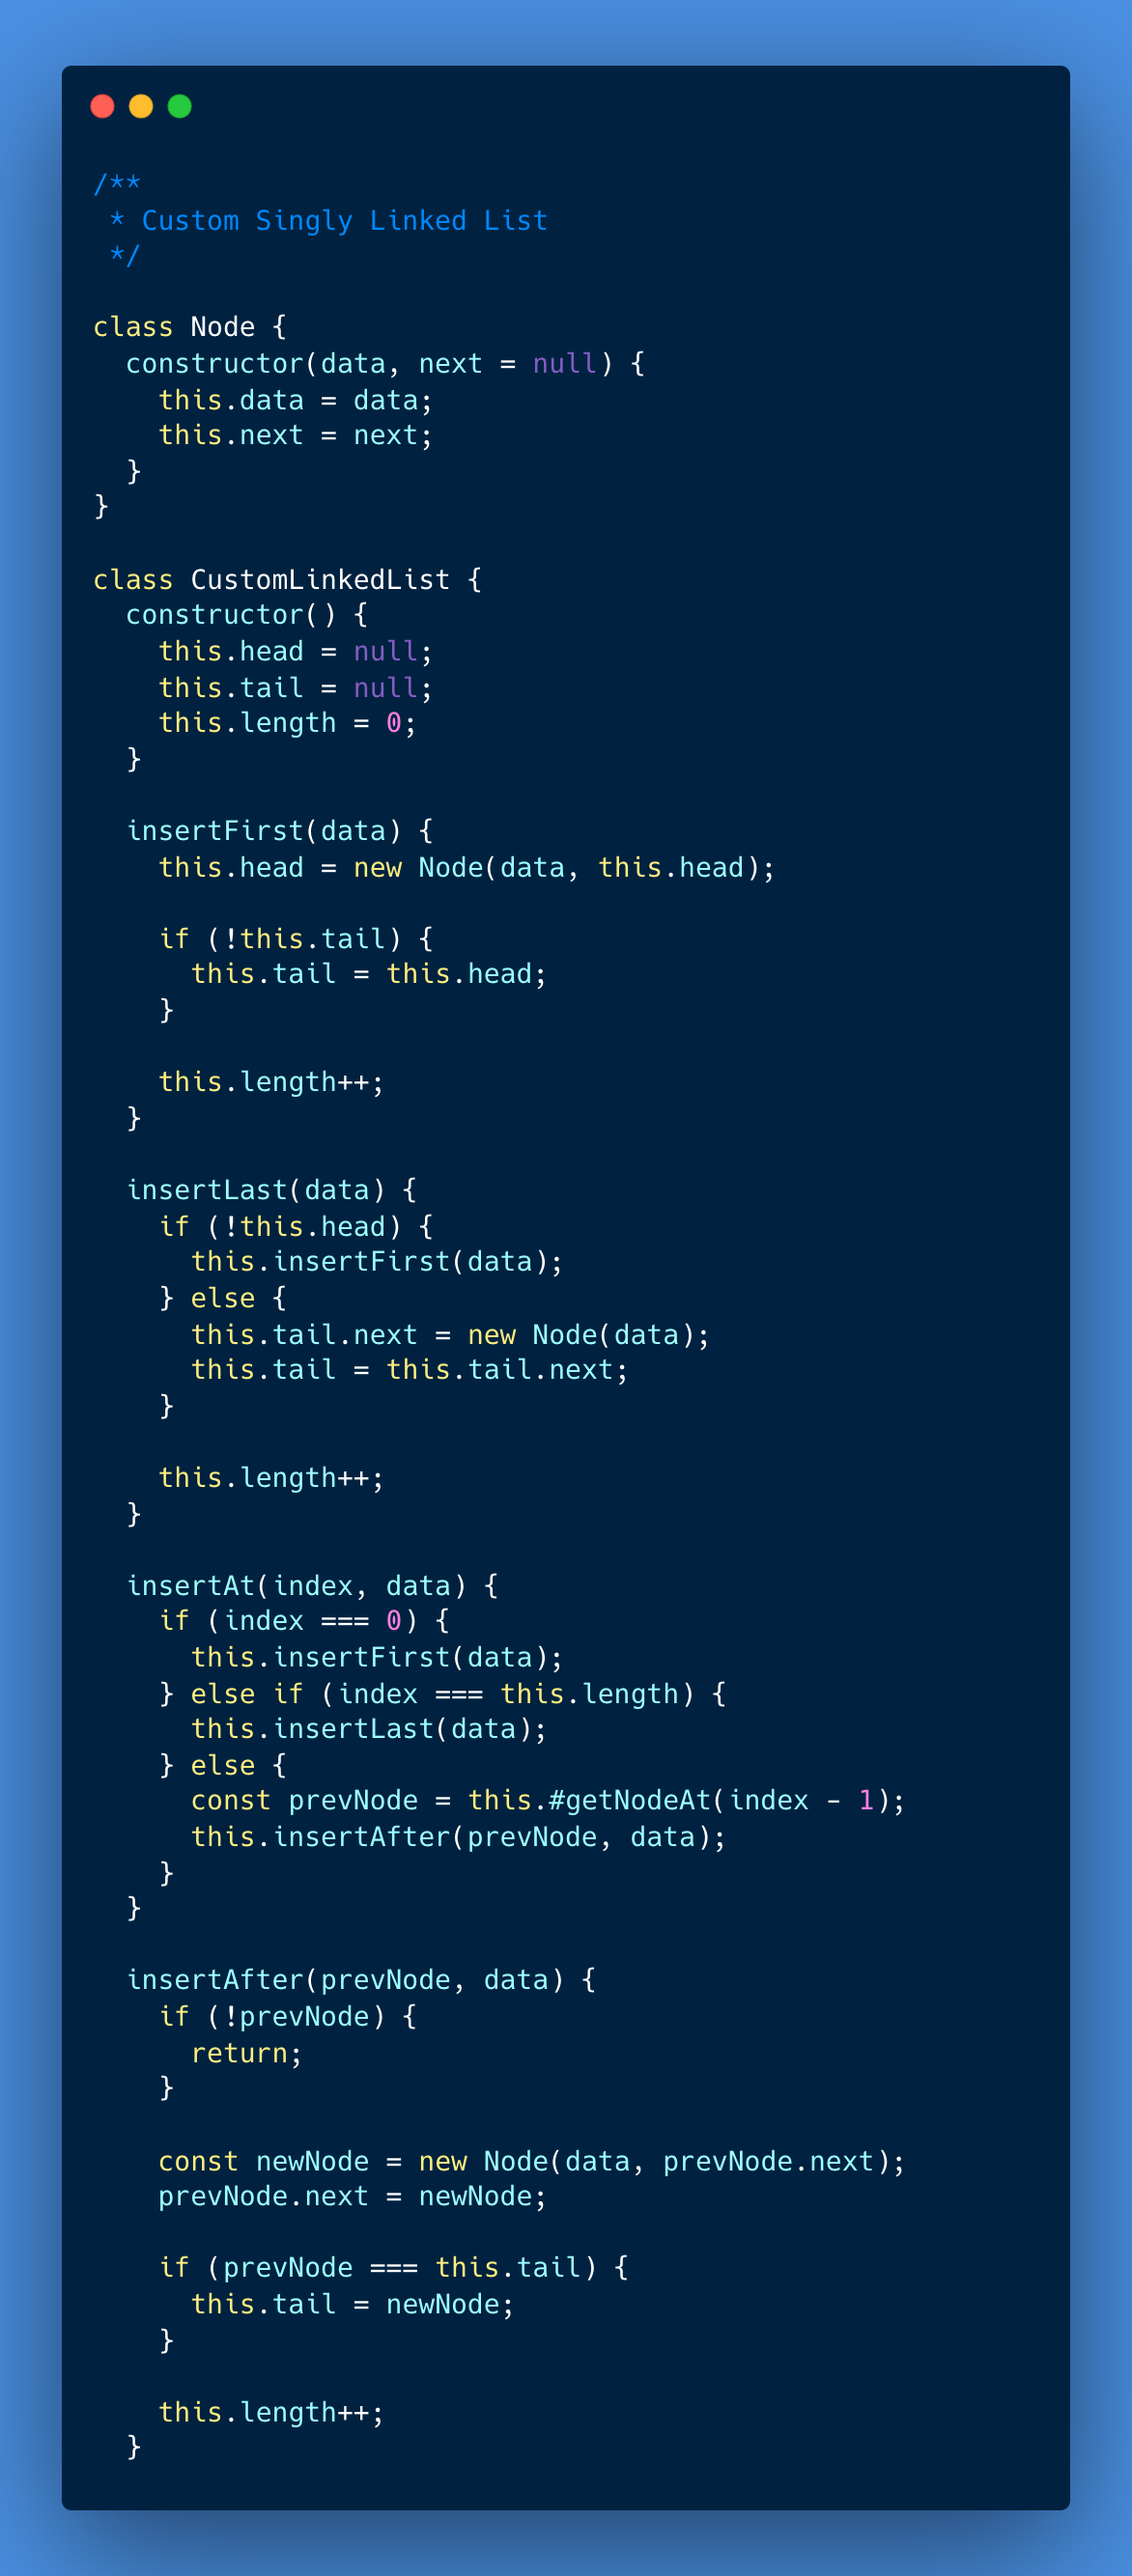 /**
 * Custom Singly Linked List
 */

class Node {
  constructor(data, next = null) {
    this.data = data;
    this.next = next;
  }
}

class CustomLinkedList {
  constructor() {
    this.head = null;
    this.tail = null;
    this.length = 0;
  }

  insertFirst(data) {
    this.head = new Node(data, this.head);

    if (!this.tail) {
      this.tail = this.head;
    }

    this.length++;
  }

  insertLast(data) {
    if (!this.head) {
      this.insertFirst(data);
    } else {
      this.tail.next = new Node(data);
      this.tail = this.tail.next;
    }

    this.length++;
  }

  insertAt(index, data) {
    if (index === 0) {
      this.insertFirst(data);
    } else if (index === this.length) {
      this.insertLast(data);
    } else {
      const prevNode = this.#getNodeAt(index - 1);
      this.insertAfter(prevNode, data);
    }
  }

  insertAfter(prevNode, data) {
    if (!prevNode) {
      return;
    }

    const newNode = new Node(data, prevNode.next);
    prevNode.next = newNode;

    if (prevNode === this.tail) {
      this.tail = newNode;
    }

    this.length++;
  }